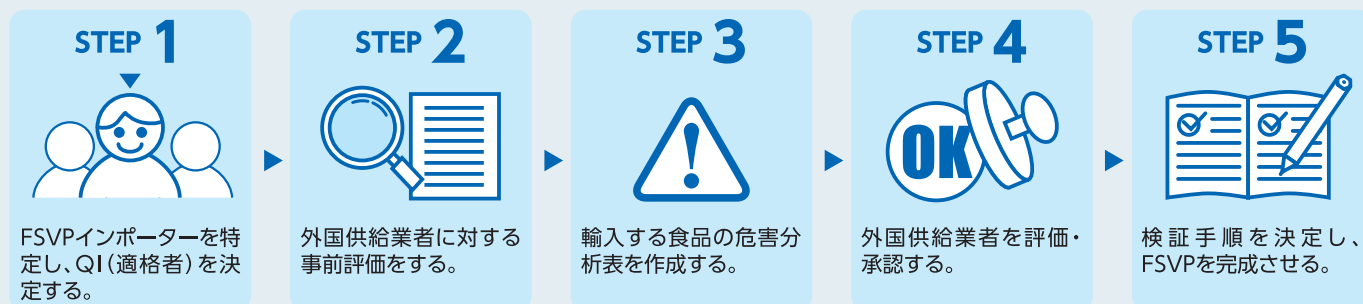 STEP 1
FSVPインポーターを特
定し、QI(適格者)を決
定する。
STEP 2
外国供給業者に対する
事前評価をする。
STEP 3
輸入する食品の危害分
析表を作成する。
STEP 4
OK
外国供給業者を評価・
承認する。
STEP 5
検証手順を決定し、
FSVPを完成させる。